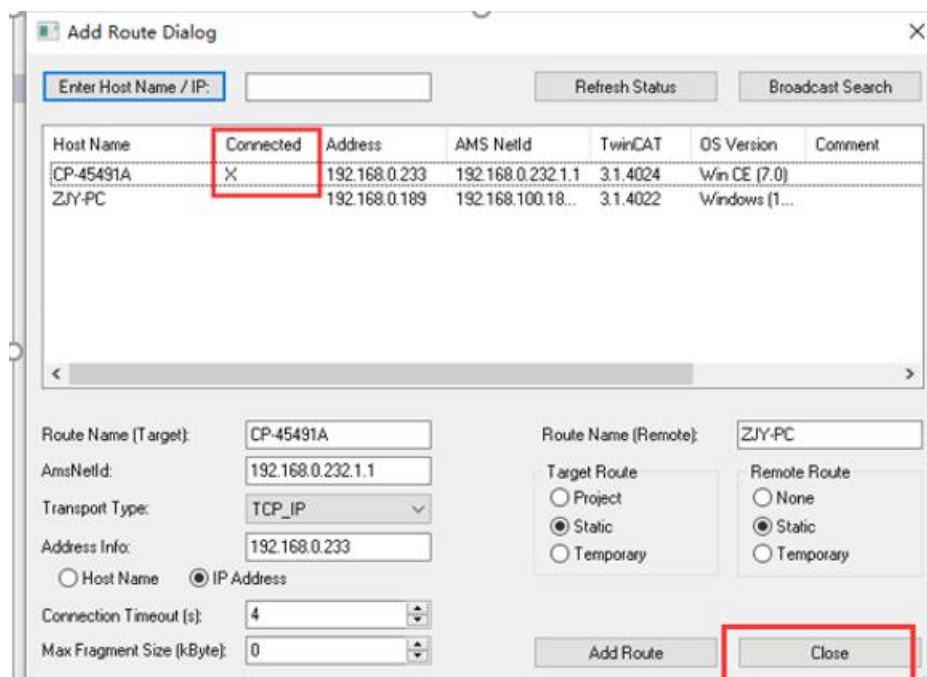 Add Route Dialog
Enter Host Name / IP: Refresh Status Broadcast Search
Host Name Connected Address AMS NetId TwinCAT OS Version Comment
CP-45491A X 192.168.0.233 192.168.0.232.1.1 3.1.4024 Win CE (7.0)
ZJY-PC 192.168.0.189 192.168.100.18... 3.1.4022 Windows (1...
Route Name (Target): CP-45491A Route Name (Remote): ZJY-PC
AmsNetId: 192.168.0.232.1.1 Target Route Remote Route
Project None
Transport Type: TCP_IP Static Static
Address Info: 192.168.0.233 Temporary Temporary
Host Name IP Address
Connection Timeout (s): 4
Max Fragment Size (kByte): 0 Add Route Close